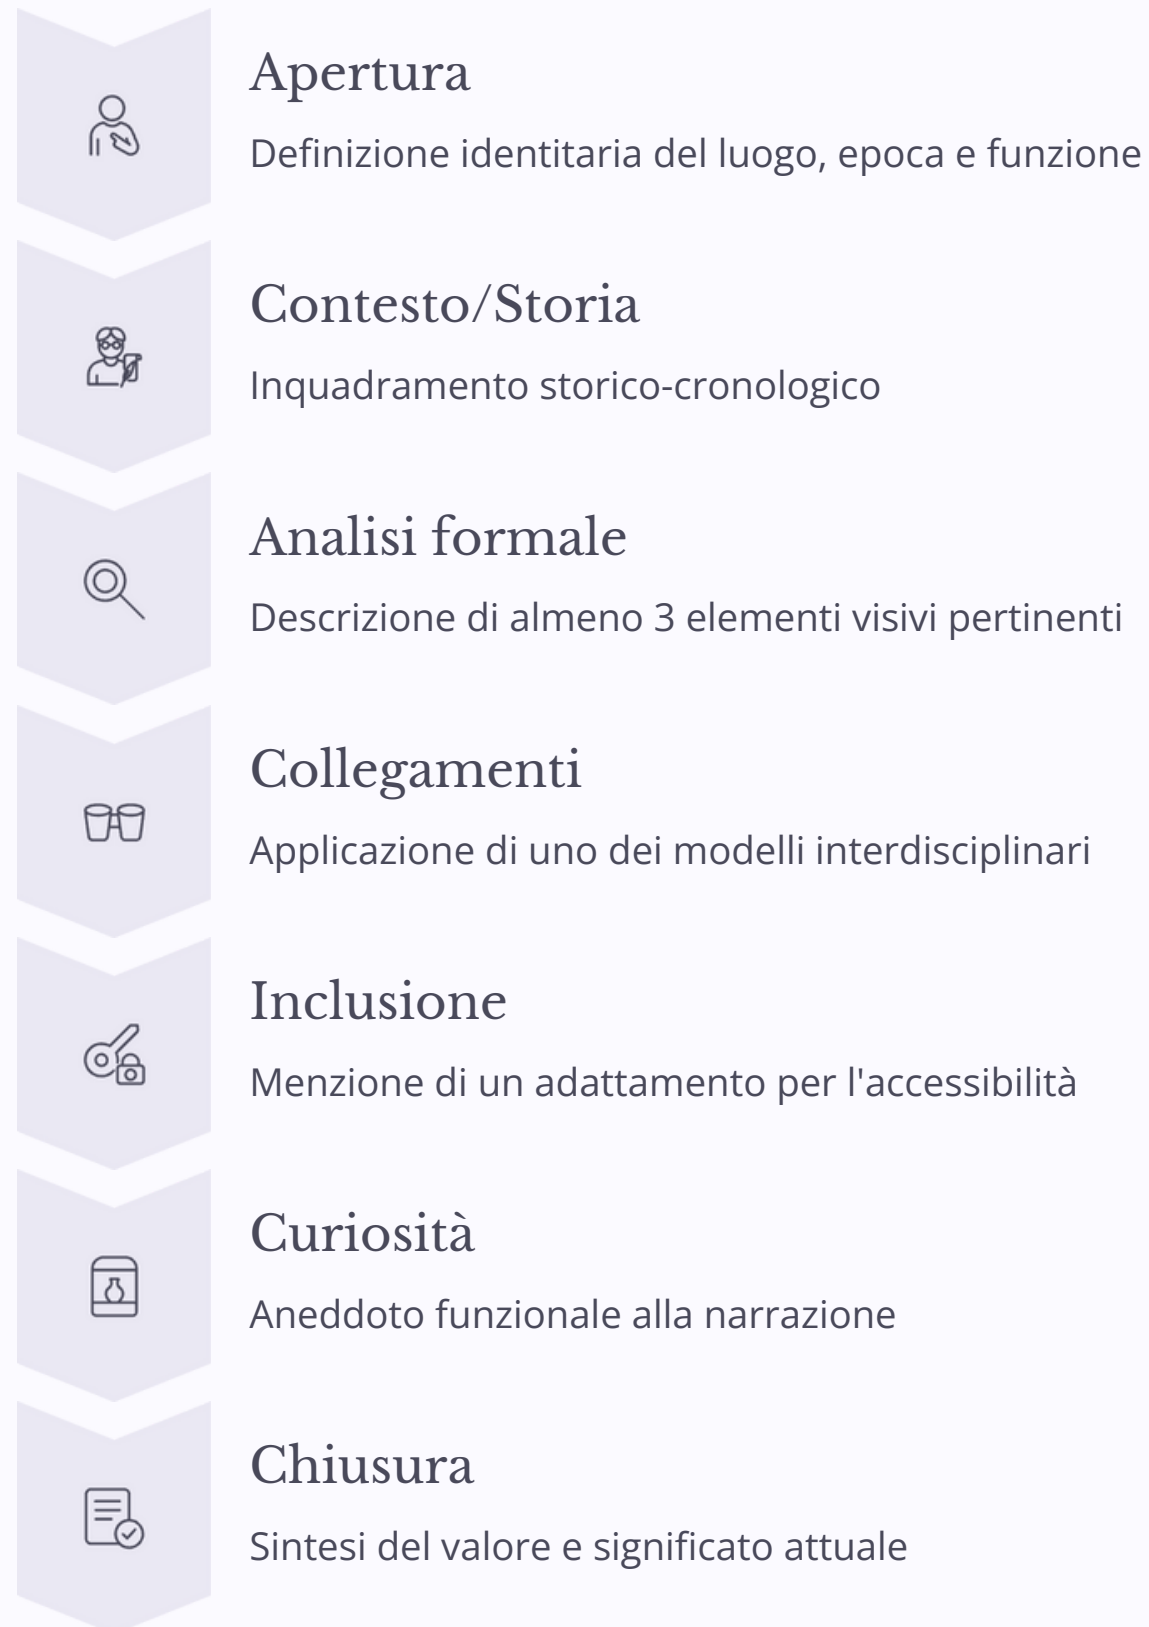 Apertura
Definizione identitaria del luogo, epoca e funzione
Contesto/Storia
Inquadramento storico-cronologico
Analisi formale
Descrizione di almeno 3 elementi visivi pertinenti
Collegamenti
Applicazione di uno dei modelli interdisciplinari
Inclusione
Menzione di un adattamento per l'accessibilità
Curiosità
Aneddoto funzionale alla narrazione
Chiusura
Sintesi del valore e significato attuale